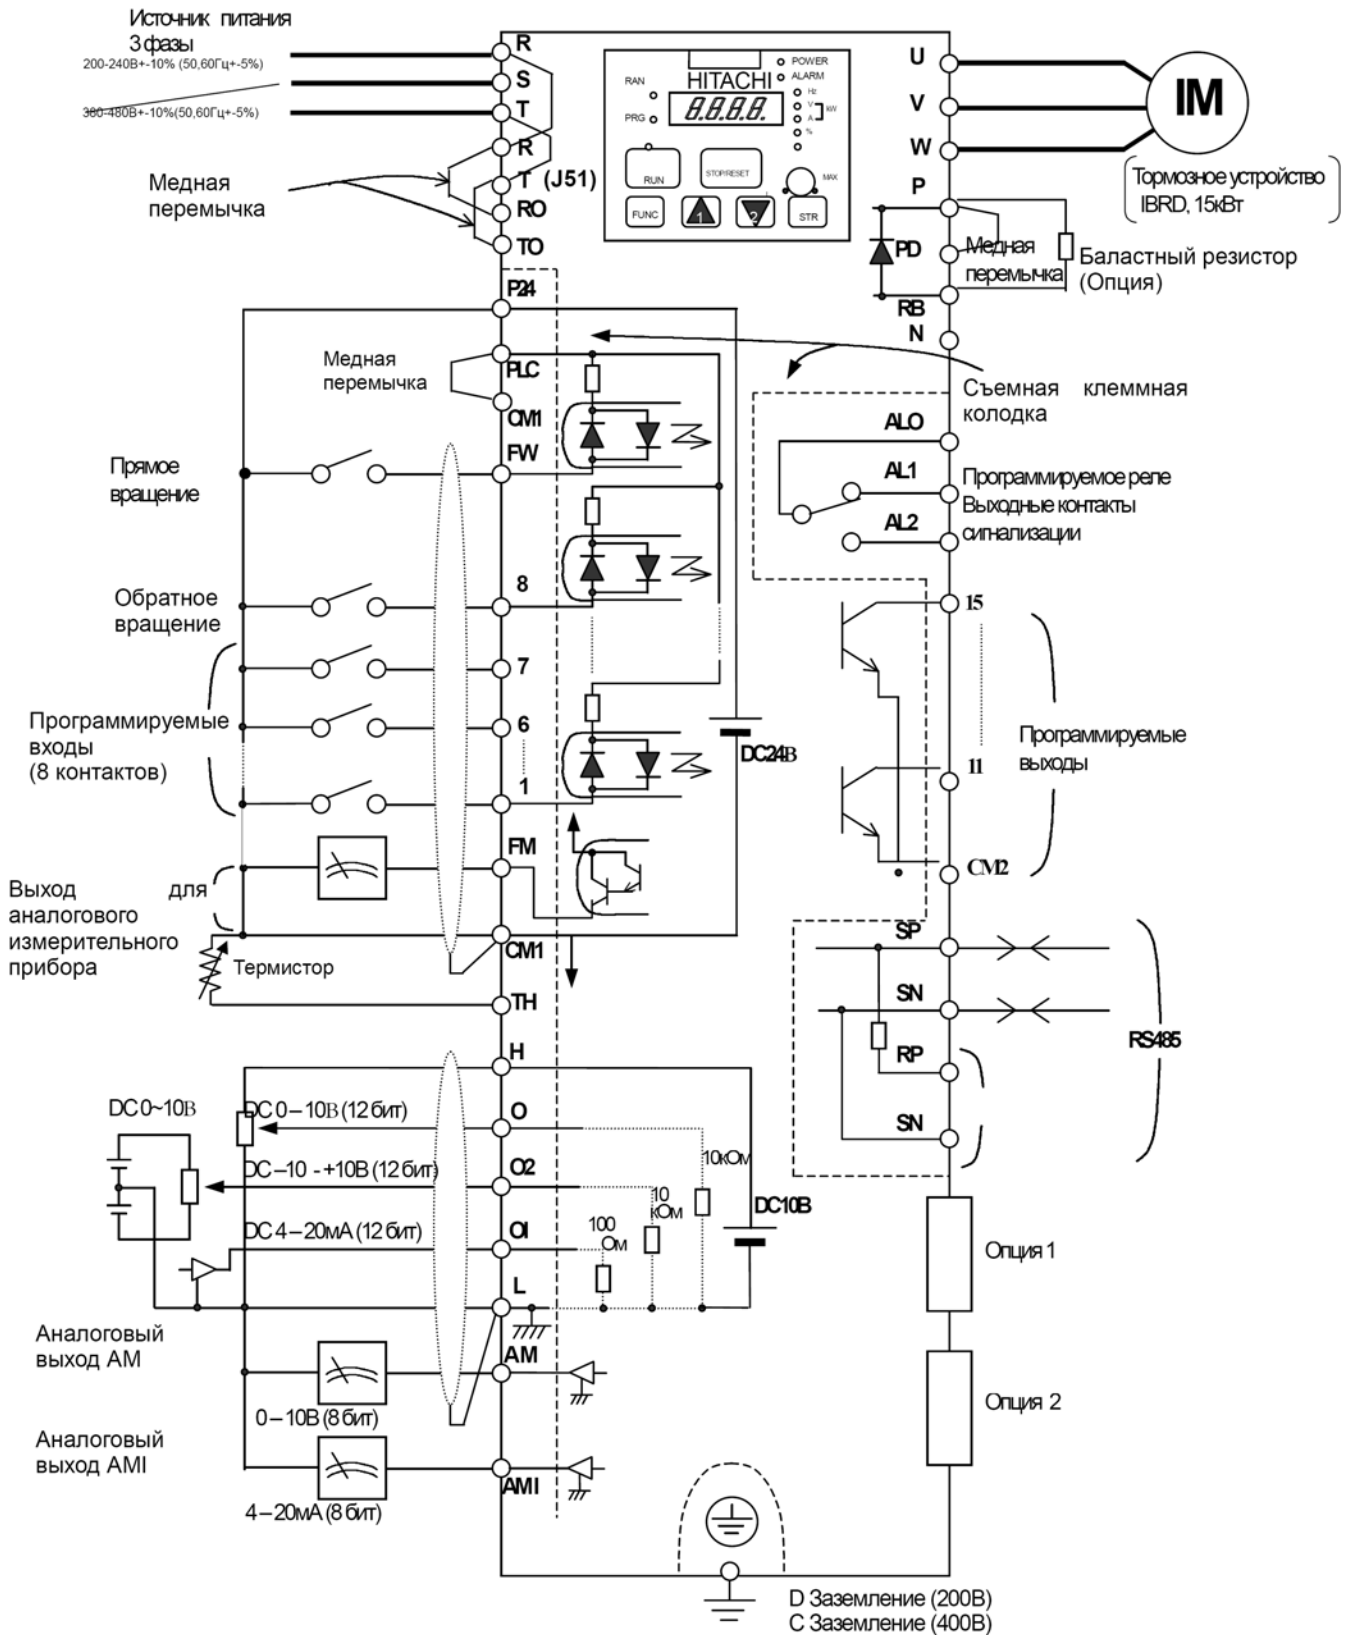 Источник питания
3 фазы
200-240В+-10% (50,60Гц+-5%)
380-480В+-10%(50,60Гц+-5%)
R
S
T
R
T (J51)
RO
TO
Медная
перемычка
HITACHI
RAN
PRG
POWER
ALARM
Hz
V
kW
A
%
8.8.8.8.
RUN
STOP/RESET
MAX
FUNC
1
2
STR
U
V
W
IM
Тормозное устройство
IBRD, 15кВт
P
PD
Медная
перемычка
Баластный резистор
(Опция)
RB
N
P24
PLC
Медная
перемычка
CM1
FW
Прямое
вращение
8
Обратное
вращение
7
6
1
Программируемые
входы
(8 контактов)
DC24В
FM
Выход для
аналогового
измерительного
прибора
CM1
Термистор
TH
Съемная клеммная
колодка
AL0
AL1
AL2
Программируемое реле
Выходные контакты
сигнализации
15
11
CM2
Программируемые
выходы
SP
SN
RP
SN
RS485
H
DC 0~10В
DC 0–10В (12 бит)
O
DC –10 - +10В (12 бит)
O2
DC 4–20мА (12 бит)
OI
L
10кОм
10
кОм
100
Ом
DC10В
Опция 1
Опция 2
Аналоговый
выход АМ
AM
0–10В (8 бит)
Аналоговый
выход AMI
AMI
4–20мА (8 бит)
D Заземление (200В)
C Заземление (400В)